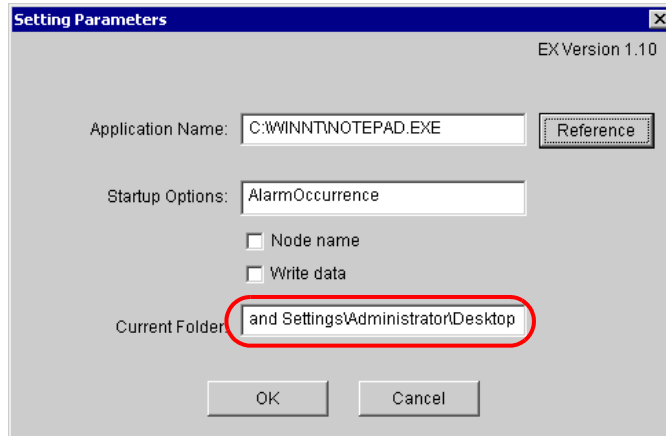 Setting Parameters
EX Version 1.10
Application Name: C:\WINNT\NOTEPAD.EXE Reference
Startup Options: AlarmOccurrence
Node name
Write data
Current Folder: and Settings\Administrator\Desktop
OK Cancel